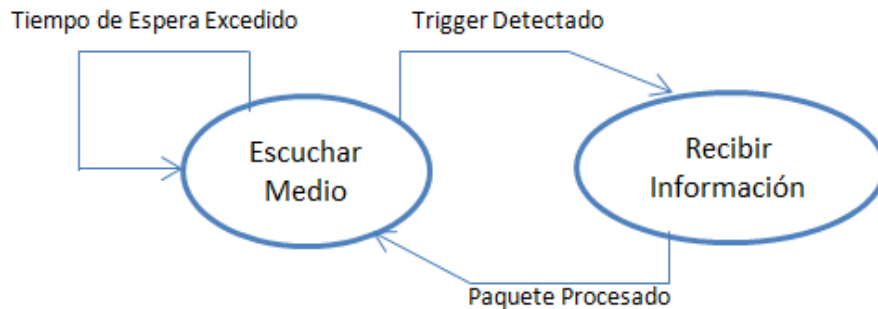 Tiempo de Espera Excedido
Trigger Detectado
Escuchar
Medio
Recibir
Información
Paquete Procesado